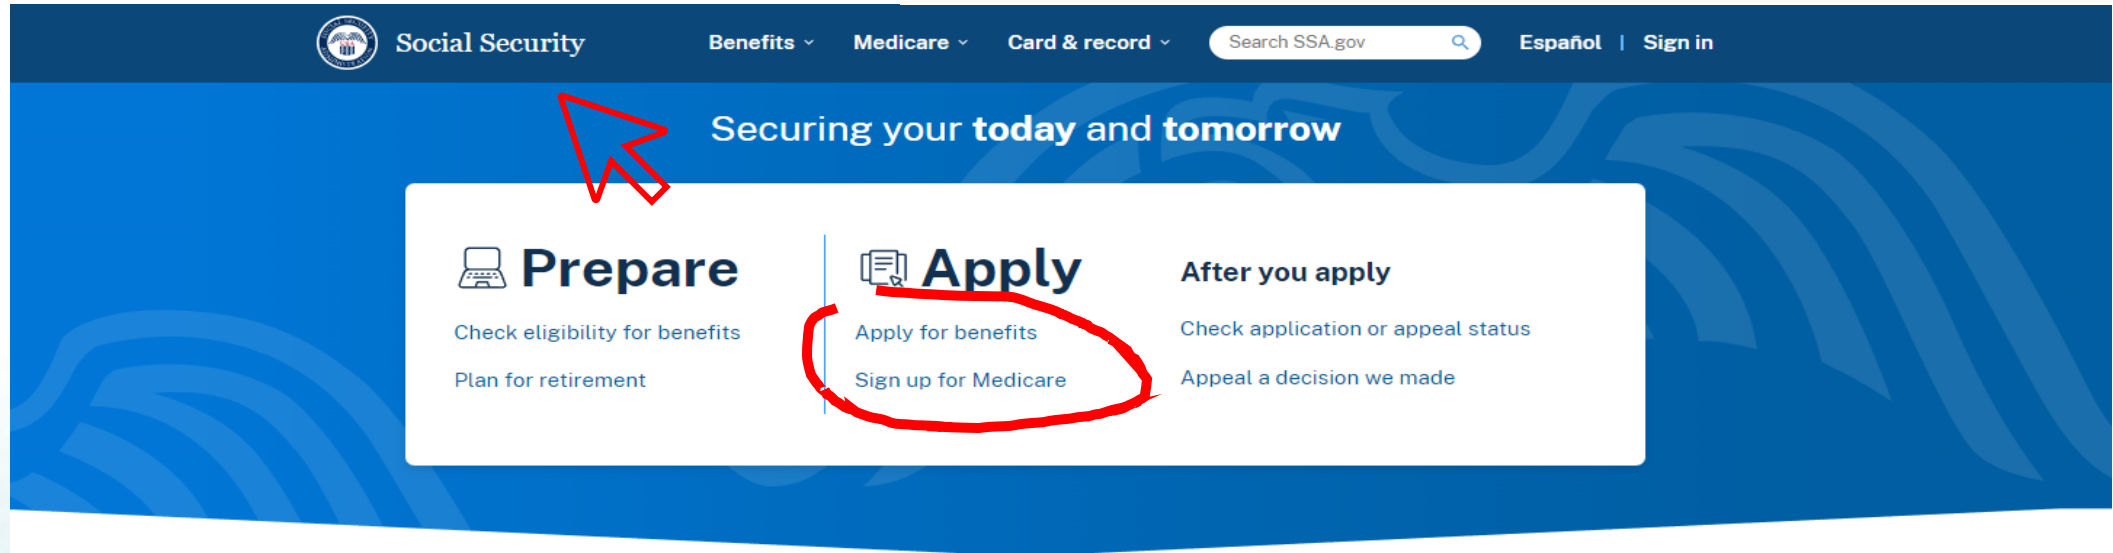 Social Security
Benefits
Medicare
Card & record
Search SSA.gov
Español | Sign in
Securing your today and tomorrow
Prepare
Check eligibility for benefits
Plan for retirement
Apply
Apply for benefits
Sign up for Medicare
After you apply
Check application or appeal status
Appeal a decision we made